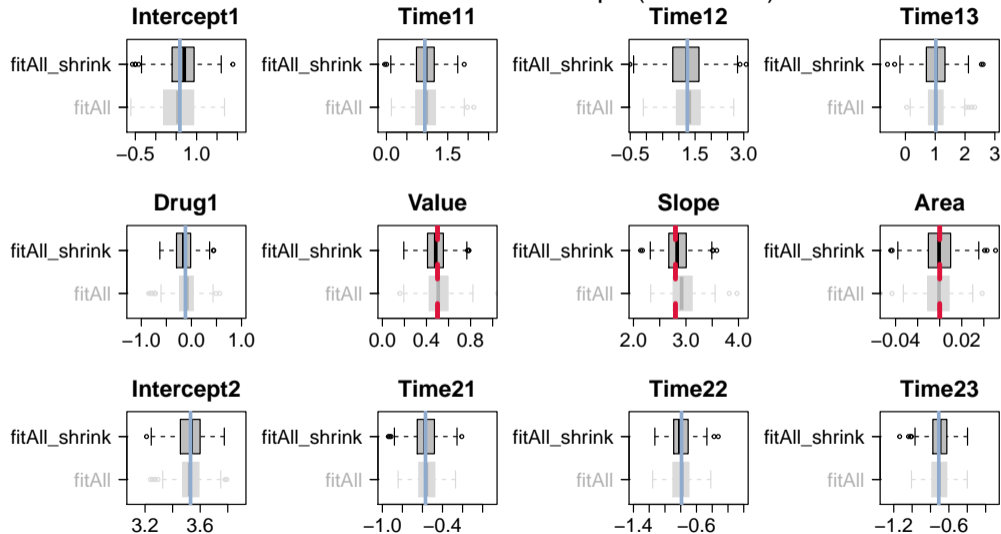 Intercept1 Time11 Time12 Time13
fitAll_shrink fitAll_shrink fitAll_shrink fitAll_shrink
fitAll fitAll fitAll fitAll
−0.5 1.0 0.0 1.5 −0.5 1.5 3.0 0 1 2 3
Drug1 Value Slope Area
fitAll_shrink fitAll_shrink fitAll_shrink fitAll_shrink
fitAll fitAll fitAll fitAll
−1.0 0.0 1.0 0.0 0.4 0.8 2.0 3.0 4.0 −0.04 0.02
Intercept2 Time21 Time22 Time23
fitAll_shrink fitAll_shrink fitAll_shrink fitAll_shrink
fitAll fitAll fitAll fitAll
3.2 3.6 −1.0 −0.4 −1.4 −0.6 −1.2 −0.6